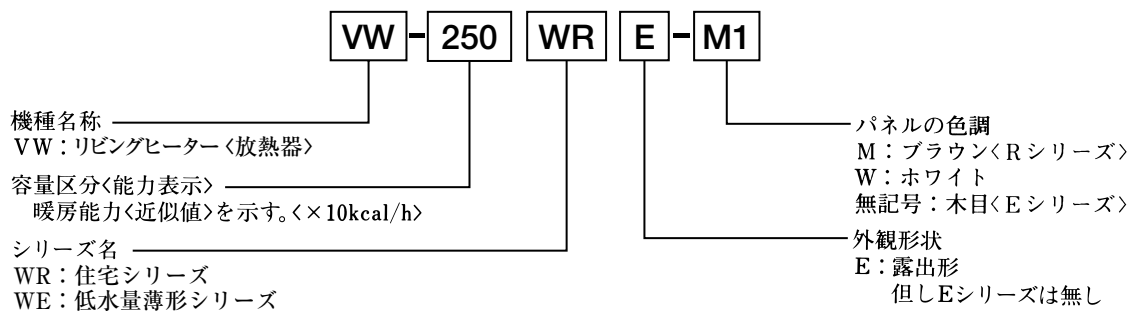 VW-250 WR E-M1
機種名称
VW：リビングヒーター〈放熱器〉
容量区分〈能力表示〉
暖房能力〈近似値〉を示す。〈×10kcal/h〉
シリーズ名
WR：住宅シリーズ
WE：低水量薄形シリーズ
パネルの色調
M：ブラウン〈Rシリーズ〉
W：ホワイト
無記号：木目〈Eシリーズ〉
外観形状
E：露出形
但しEシリーズは無し